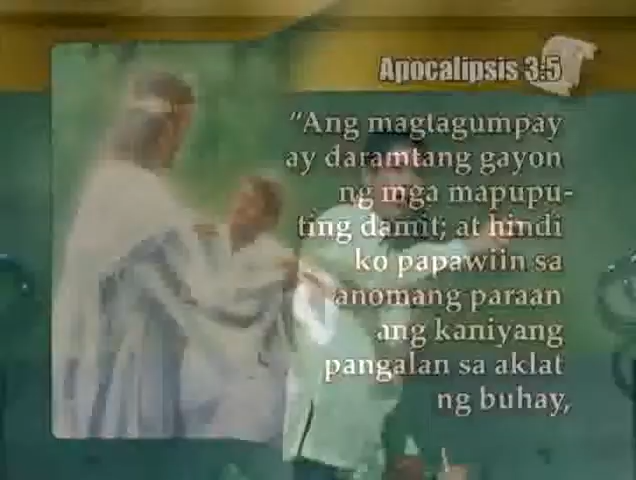 Apocalipsis 3:5
"Ang magtagumpay
ay daramtang gayon
ng mga mapupu-
ting damit; at hindi
ko papawiin sa
anomang paraan
ang kaniyang
pangalan sa aklat
ng buhay,